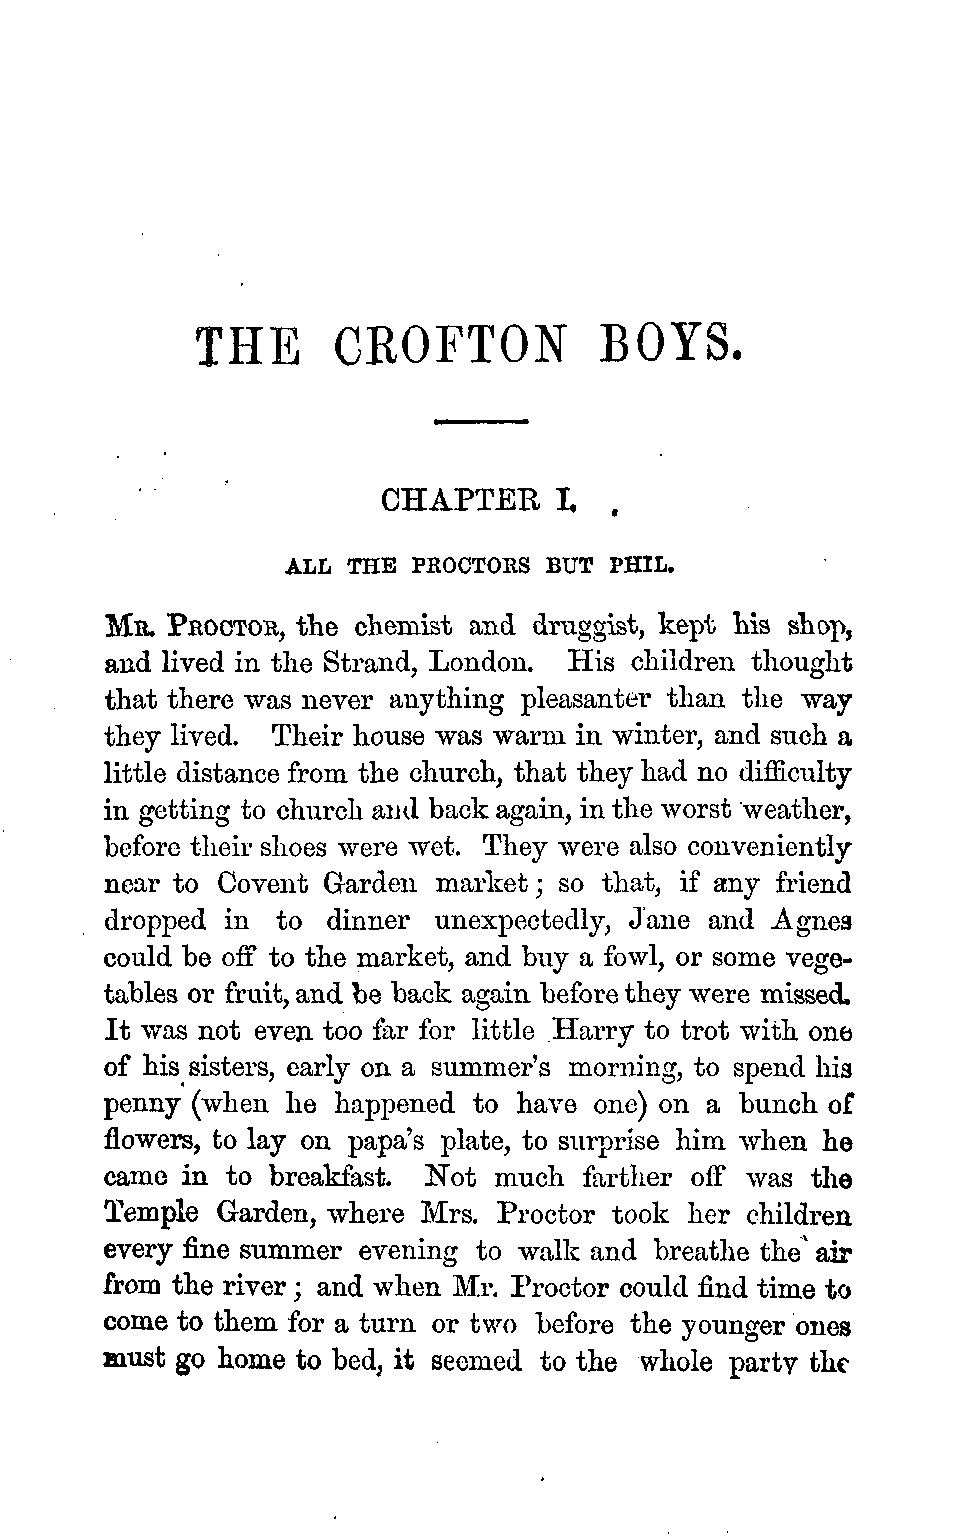 THE CROFTON BOYS.
CHAPTER I.
ALL THE PROCTORS BUT PHIL.
MR. PROCTOR, the chemist and druggist, kept his shop,
and lived in the Strand, London. His children thought
that there was never anything pleasanter than the way
they lived. Their house was warm in winter, and such a
little distance from the church, that they had no difficulty
in getting to church and back again, in the worst weather,
before their shoes were wet. They were also conveniently
near to Covent Garden market; so that, if any friend
dropped in to dinner unexpectedly, Jane and Agnes
could be off to the market, and buy a fowl, or some vege-
tables or fruit, and be back again before they were missed.
It was not even too far for little Harry to trot with one
of his sisters, early on a summer's morning, to spend his
penny (when he happened to have one) on a bunch of
flowers, to lay on papa's plate, to surprise him when he
came in to breakfast. Not much farther off was the
Temple Garden, where Mrs. Proctor took her children
every fine summer evening to walk and breathe the air
from the river; and when Mr. Proctor could find time to
come to them for a turn or two before the younger ones
must go home to bed, it seemed to the whole party the